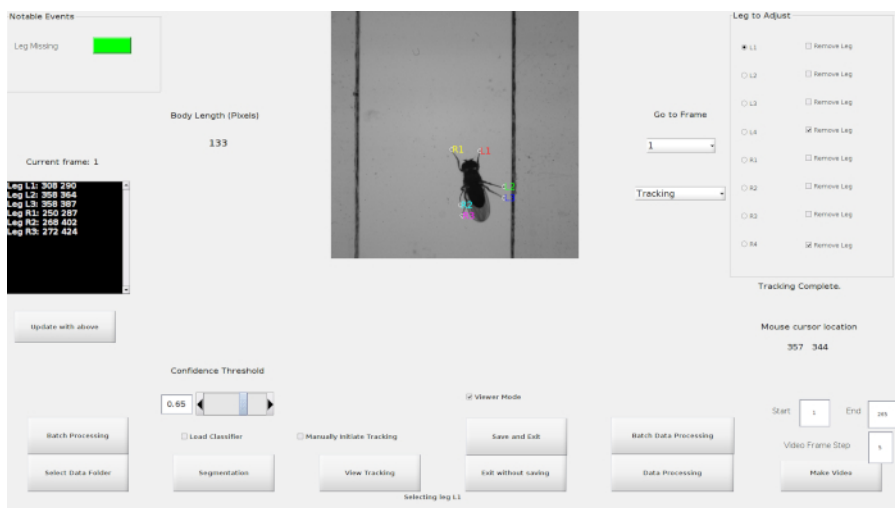 Notable Events
Leg Missing
Body Length (Pixels)
133
Current frame: 1
Leg L1: 308 290
Leg L2: 358 364
Leg L3: 358 387
Leg R1: 250 287
Leg R2: 268 402
Leg R3: 272 424
Update with above
R1 L1
L2
R2
Go to Frame
1
Tracking
Leg to Adjust
L1 Remove Leg
L2 Remove Leg
L3 Remove Leg
L4 Remove Leg
R1 Remove Leg
R2 Remove Leg
R3 Remove Leg
R4 Remove Leg
Tracking Complete.
Mouse cursor location
357 344
Confidence Threshold
0.65
Viewer Mode
Start 1 End 265
Batch Processing
Load Classifier
Manually Initiate Tracking
Save and Exit
Batch Data Processing
Video Frame Step 5
Select Data Folder
Segmentation
View Tracking
Exit without saving
Data Processing
Make Video
Selecting leg L1